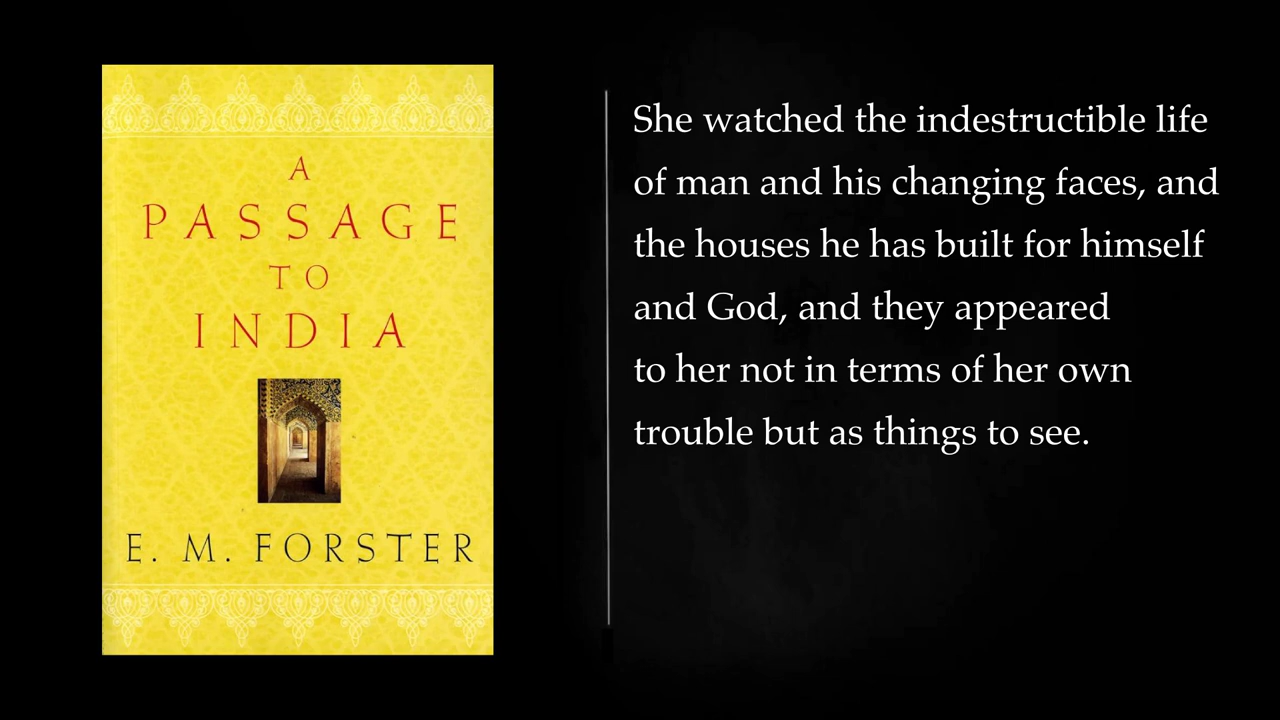 A
PASSAGE
TO
INDIA
E. M. FORSTER
She watched the indestructible life
of man and his changing faces, and
the houses he has built for himself
and God, and they appeared
to her not in terms of her own
trouble but as things to see.